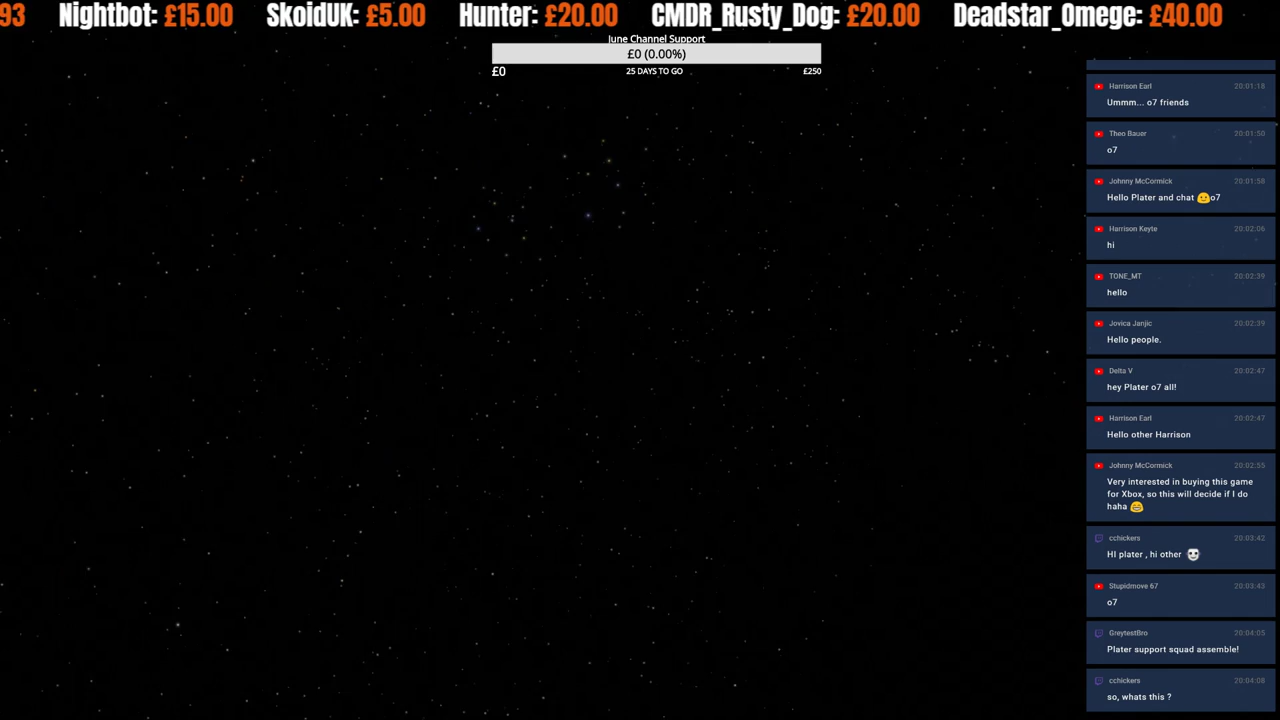 93 Nightbot: £15.00 SkoidUK: £5.00 Hunter: £20.00 CMDR_Rusty_Dog: £20.00 Deadstar_Omege: £40.00
June Channel Support
£0 (0.00%)
£0 25 DAYS TO GO £250
Harrison Earl 20:01:18
Ummm... o7 friends
Theo Bauer 20:01:50
o7
Johnny McCormick 20:01:58
Hello Plater and chat 🙂o7
Harrison Keyte 20:02:06
hi
TONE_MT 20:02:39
hello
Jovica Janjic 20:02:39
Hello people.
Delta V 20:02:47
hey Plater o7 all!
Harrison Earl 20:02:47
Hello other Harrison
Johnny McCormick 20:02:55
Very interested in buying this game
for Xbox, so this will decide if I do
haha 😂
cchickers 20:03:42
HI plater , hi other
Stupidmove 67 20:03:43
o7
GreytestBro 20:04:05
Plater support squad assemble!
cchickers 20:04:08
so, whats this ?